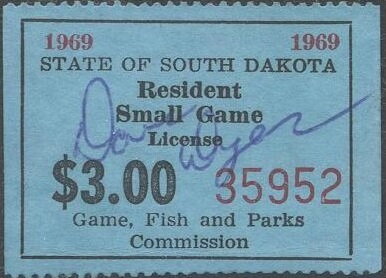 1969 1969
STATE OF SOUTH DAKOTA
Resident
Small Game
License
$3.00 35952
Game, Fish and Parks
Commission